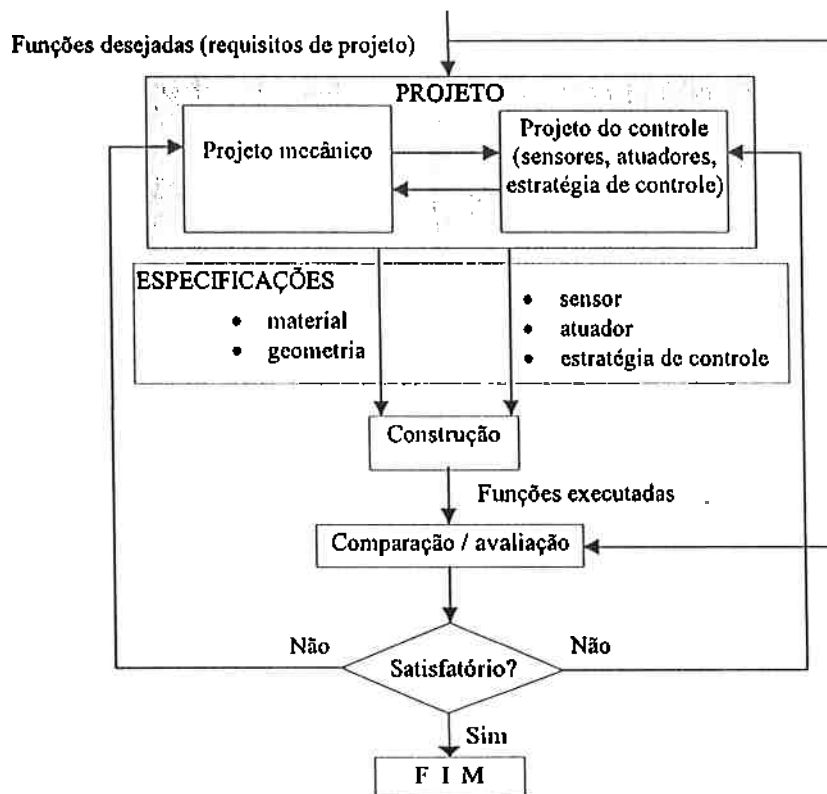 Funções desejadas (requisitos de projeto)
PROJETO
Projeto mecânico
Projeto do controle
(sensores, atuadores,
estratégia de controle)
ESPECIFICAÇÕES
• material
• geometria
• sensor
• atuador
• estratégia de controle
Construção
Funções executadas
Comparação / avaliação
Não
Não
Satisfatório?
Sim
F I M